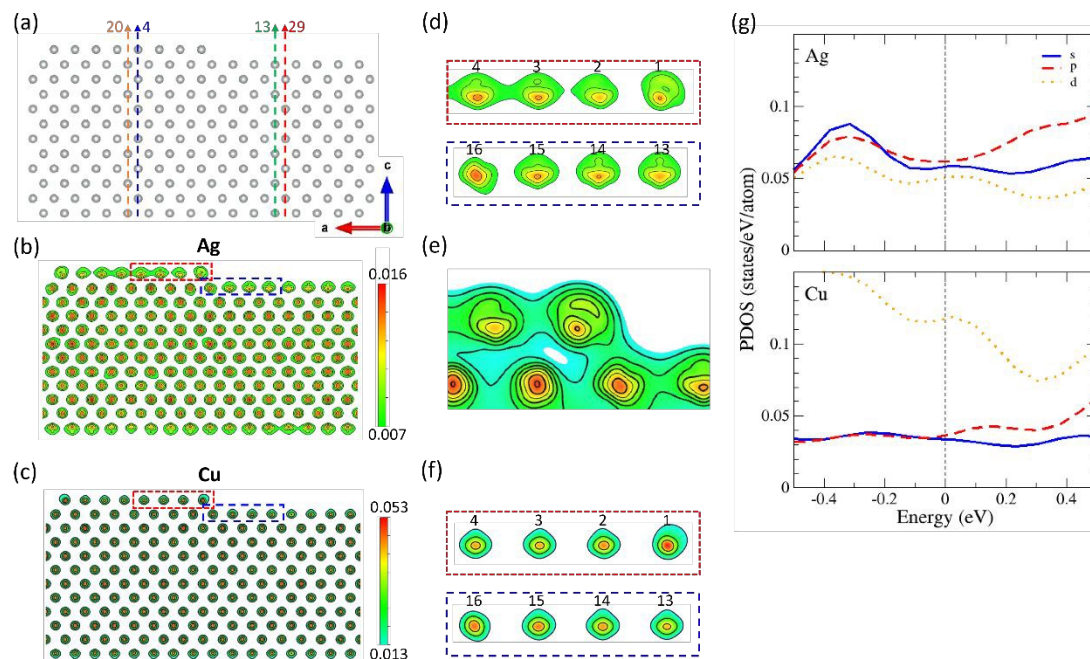 (a)
20
4
13
29
c
a
b
(b)
Ag
0.016
0.007
(c)
Cu
0.053
0.013
(d)
4 3 2 1
16 15 14 13
(e)
(f)
4 3 2 1
16 15 14 13
(g)
Ag
s
p
d
0.1
0.05
0
PDOS (states/eV/atom)
Cu
0.1
0.05
0
-0.4 -0.2 0 0.2 0.4
Energy (eV)